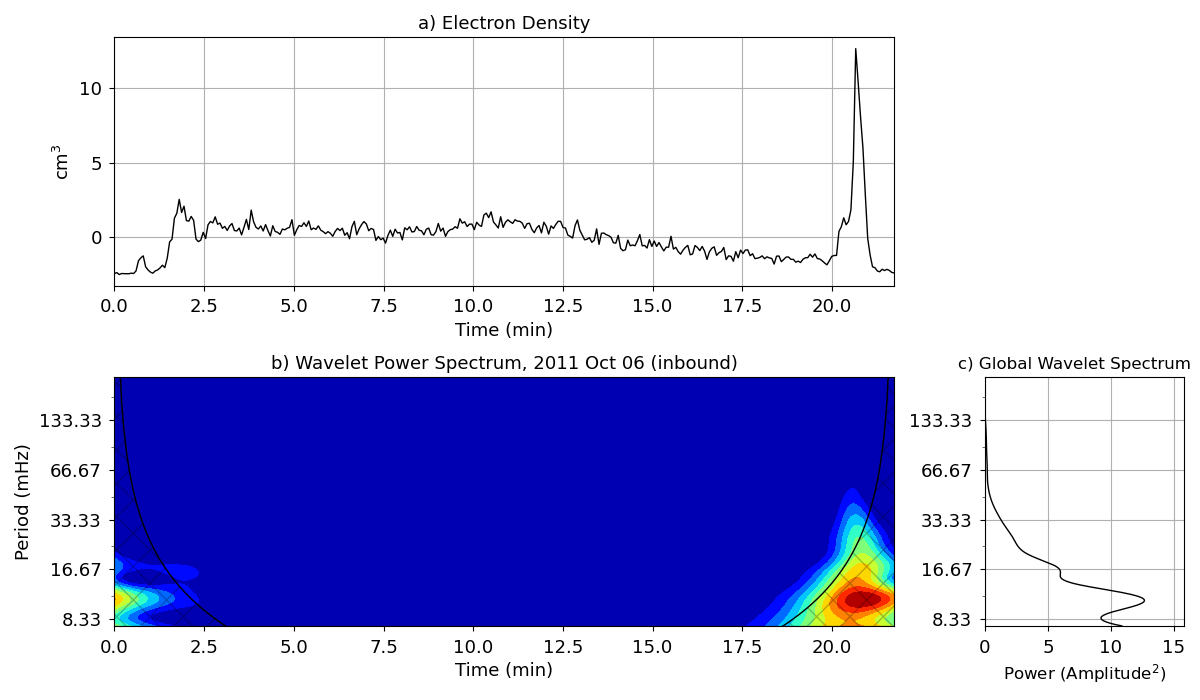 a) Electron Density
10
5
0
cm³
0.0 2.5 5.0 7.5 10.0 12.5 15.0 17.5 20.0
Time (min)
b) Wavelet Power Spectrum, 2011 Oct 06 (inbound)
133.33
66.67
33.33
16.67
8.33
Period (mHz)
0.0 2.5 5.0 7.5 10.0 12.5 15.0 17.5 20.0
Time (min)
c) Global Wavelet Spectrum
133.33
66.67
33.33
16.67
8.33
0 5 10 15
Power (Amplitude²)